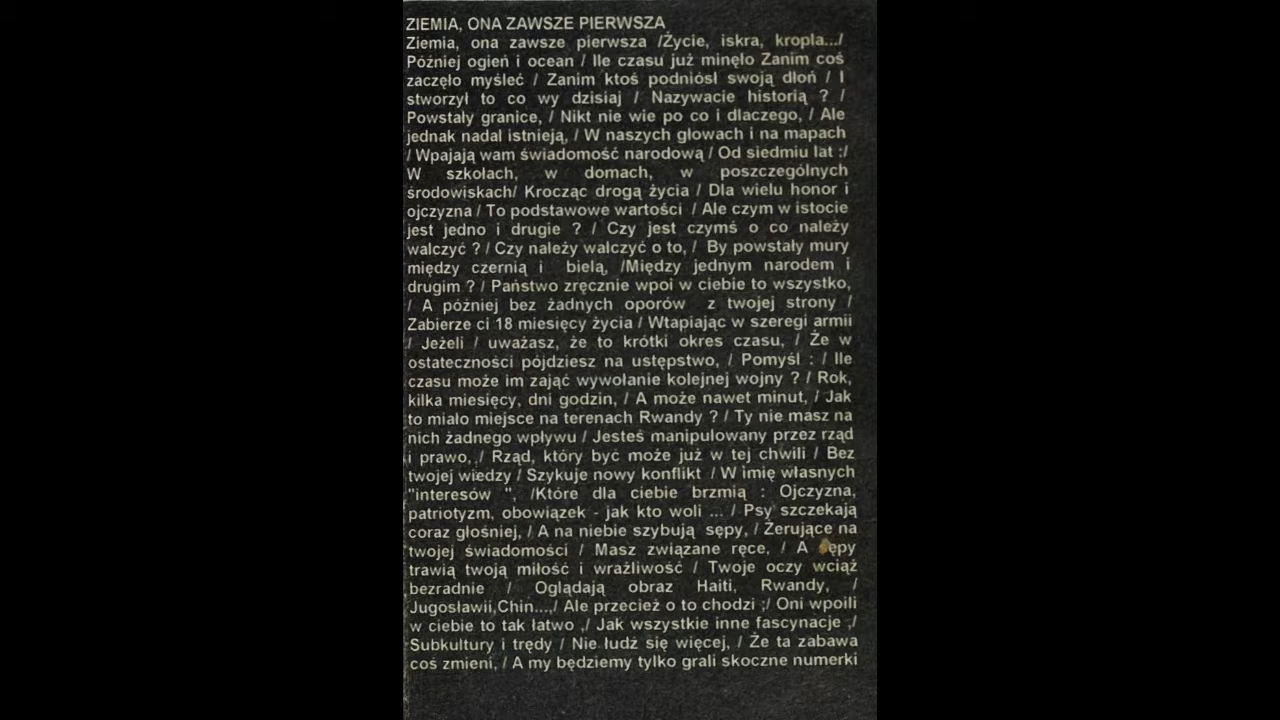 ZIEMIA, ONA ZAWSZE PIERWSZA
Ziemia, ona zawsze pierwsza /Życie, iskra, kropla.../
Później ogień i ocean / Ile czasu już minęło Zanim coś
zaczęło myśleć / Zanim ktoś podniósł swoją dłoń / I
stworzył to co wy dzisiaj / Nazywacie historią ? /
Powstały granice, / Nikt nie wie po co i dlaczego, / Ale
jednak nadal istnieją, / W naszych głowach i na mapach
/ Wpajają wam świadomość narodową / Od siedmiu lat :/
W szkołach, w domach, w poszczególnych
środowiskach/ Krocząc drogą życia / Dla wielu honor i
ojczyzna / To podstawowe wartości / Ale czym w istocie
jest jedno i drugie ? / Czy jest czymś o co należy
walczyć ? / Czy należy walczyć o to, / By powstały mury
między czernią i bielą, /Między jednym narodem i
drugim ? / Państwo zręcznie wpoi w ciebie to wszystko,
/ A później bez żadnych oporów z twojej strony /
Zabierze ci 18 miesięcy życia / Wtapiając w szeregi armii
/ Jeżeli / uważasz, że to krótki okres czasu, / Że w
ostateczności pójdziesz na ustępstwo, / Pomyśl : / Ile
czasu może im zająć wywołanie kolejnej wojny ? / Rok,
kilka miesięcy, dni godzin, / A może nawet minut, / Jak
to miało miejsce na terenach Rwandy ? / Ty nie masz na
nich żadnego wpływu / Jesteś manipulowany przez rząd
i prawo, / Rząd, który być może już w tej chwili / Bez
twojej wiedzy / Szykuje nowy konflikt / W imię własnych
"interesów ", /Które dla ciebie brzmią : Ojczyzna,
patriotyzm, obowiązek - jak kto woli ... / Psy szczekają
coraz głośniej, / A na niebie szybują sępy, / Żerujące na
twojej świadomości / Masz związane ręce, / A sępy
trawią twoją miłość i wrażliwość / Twoje oczy wciąż
bezradnie / Oglądają obraz Haiti, Rwandy, /
Jugosławii,Chin...,/ Ale przecież o to chodzi ;/ Oni wpoili
w ciebie to tak łatwo ,/ Jak wszystkie inne fascynacje ,/
Subkultury i trędy / Nie łudź się więcej, / Że ta zabawa
coś zmieni, / A my będziemy tylko grali skoczne numerki